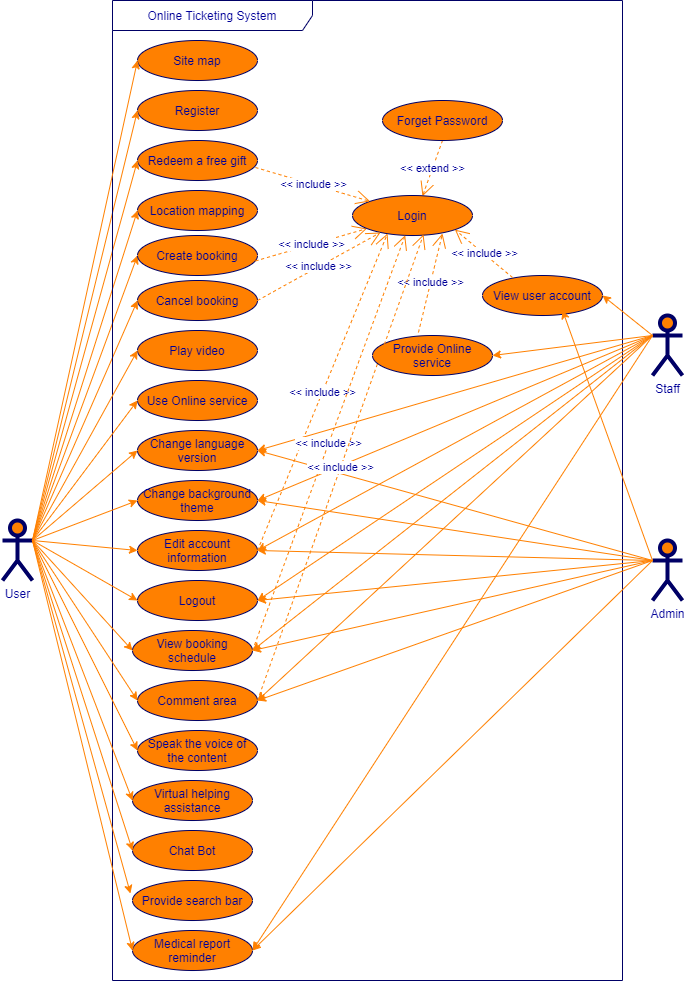 Online Ticketing System
Site map
Register
Forget Password
Redeem a free gift
<< extend >>
<< include >>
Location mapping
Login
Create booking
<< include >>
<< include >>
<< include >>
Cancel booking
<< include >>
View user account
Play video
Provide Online
service
Staff
Use Online service
<< include >>
Change language
version
<< include >>
<< include >>
Change background
theme
Edit account
information
User
Logout
Admin
View booking
schedule
Comment area
Speak the voice of
the content
Virtual helping
assistance
Chat Bot
Provide search bar
Medical report
reminder